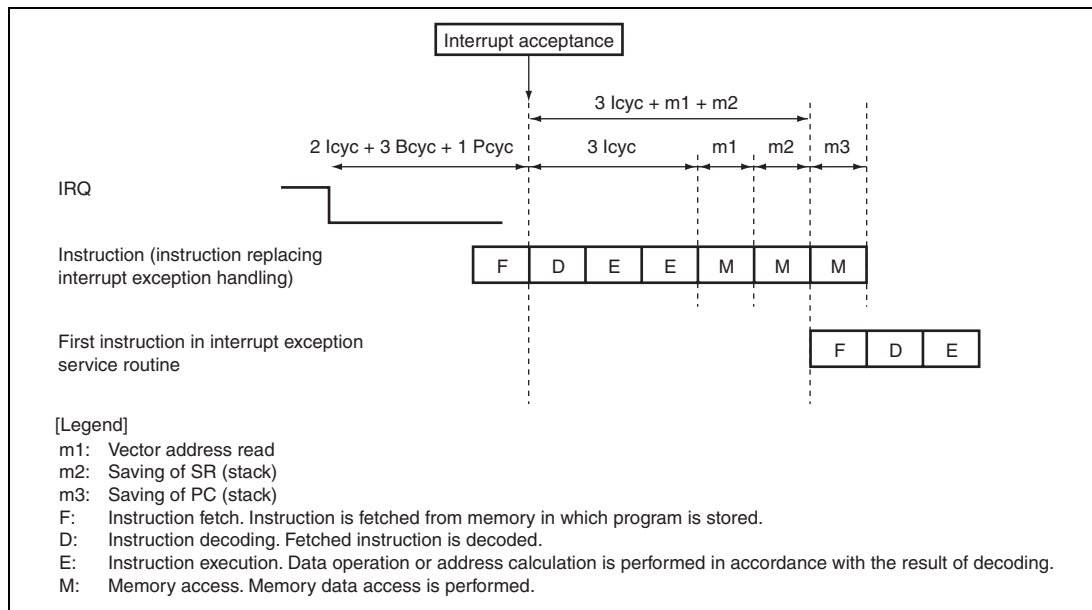 Interrupt acceptance
3 Icyc + m1 + m2
2 Icyc + 3 Bcyc + 1 Pcyc
3 Icyc
m1
m2
m3
IRQ
Instruction (instruction replacing
interrupt exception handling)
F D E E M M M
First instruction in interrupt exception
service routine
F D E
[Legend]
m1: Vector address read
m2: Saving of SR (stack)
m3: Saving of PC (stack)
F: Instruction fetch. Instruction is fetched from memory in which program is stored.
D: Instruction decoding. Fetched instruction is decoded.
E: Instruction execution. Data operation or address calculation is performed in accordance with the result of decoding.
M: Memory access. Memory data access is performed.